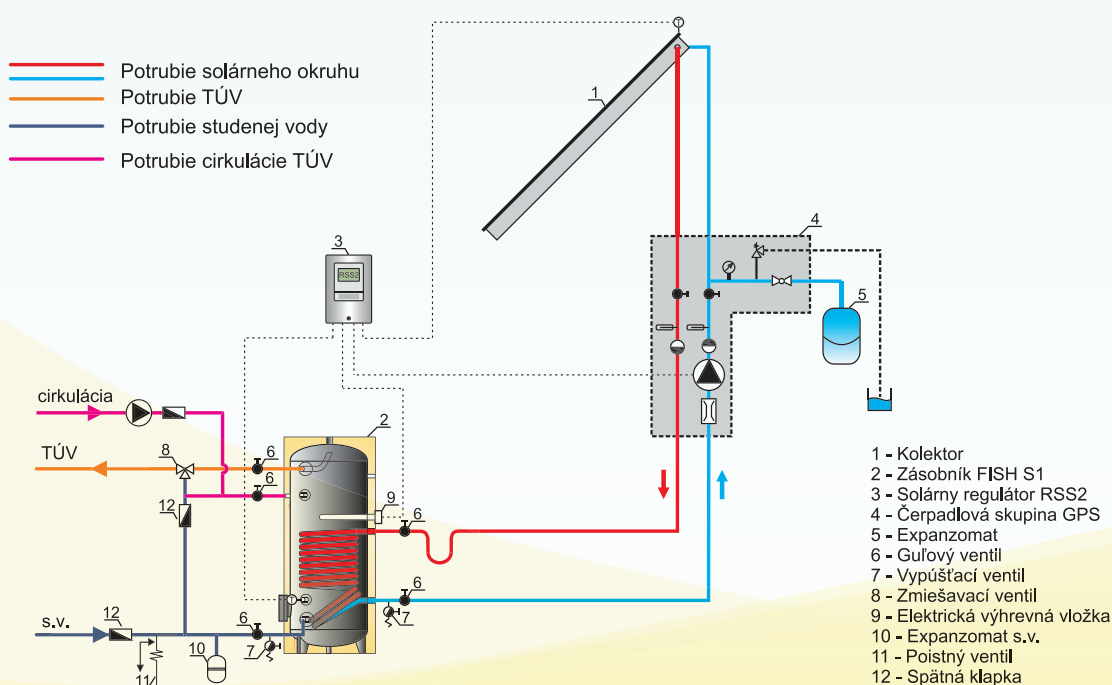 Potrubie solárneho okruhu
Potrubie TÚV
Potrubie studenej vody
Potrubie cirkulácie TÚV
T
1
4
3
RSS2
5
cirkulácia
2
TÚV
8
6
6
9
6
12
6
T
7
s.v.
12
6
10
7
11
1 - Kolektor
2 - Zásobník FISH S1
3 - Solárny regulátor RSS2
4 - Čerpadlová skupina GPS
5 - Expanzomat
6 - Guľový ventil
7 - Vypúšťací ventil
8 - Zmiešavací ventil
9 - Elektrická výhrevná vložka
10 - Expanzomat s.v.
11 - Poistný ventil
12 - Spätná klapka